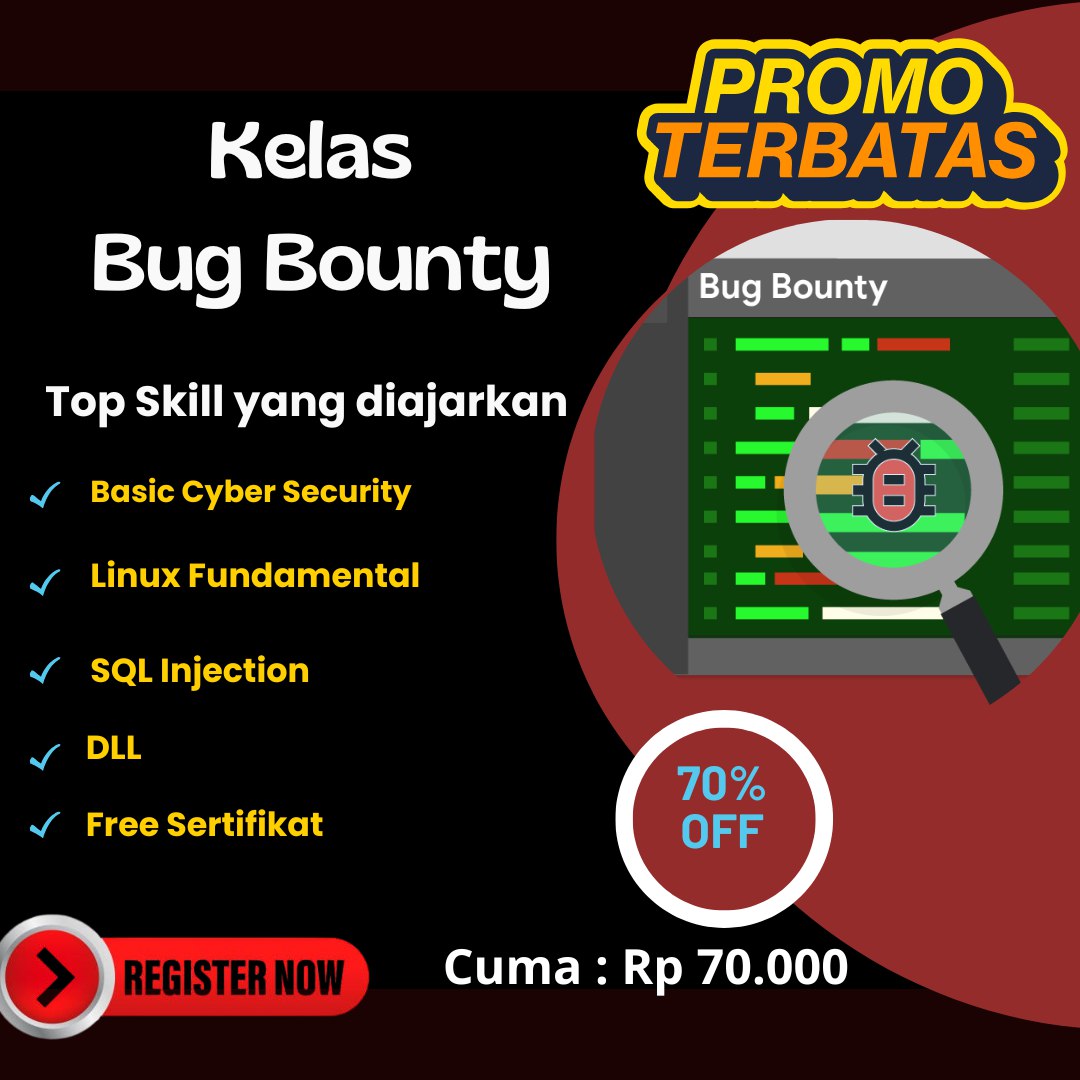 PROMO
TERBATAS
Kelas
Bug Bounty
Bug Bounty
Top Skill yang diajarkan
Basic Cyber Security
Linux Fundamental
SQL Injection
DLL
Free Sertifikat
70%
OFF
REGISTER NOW
Cuma : Rp 70.000